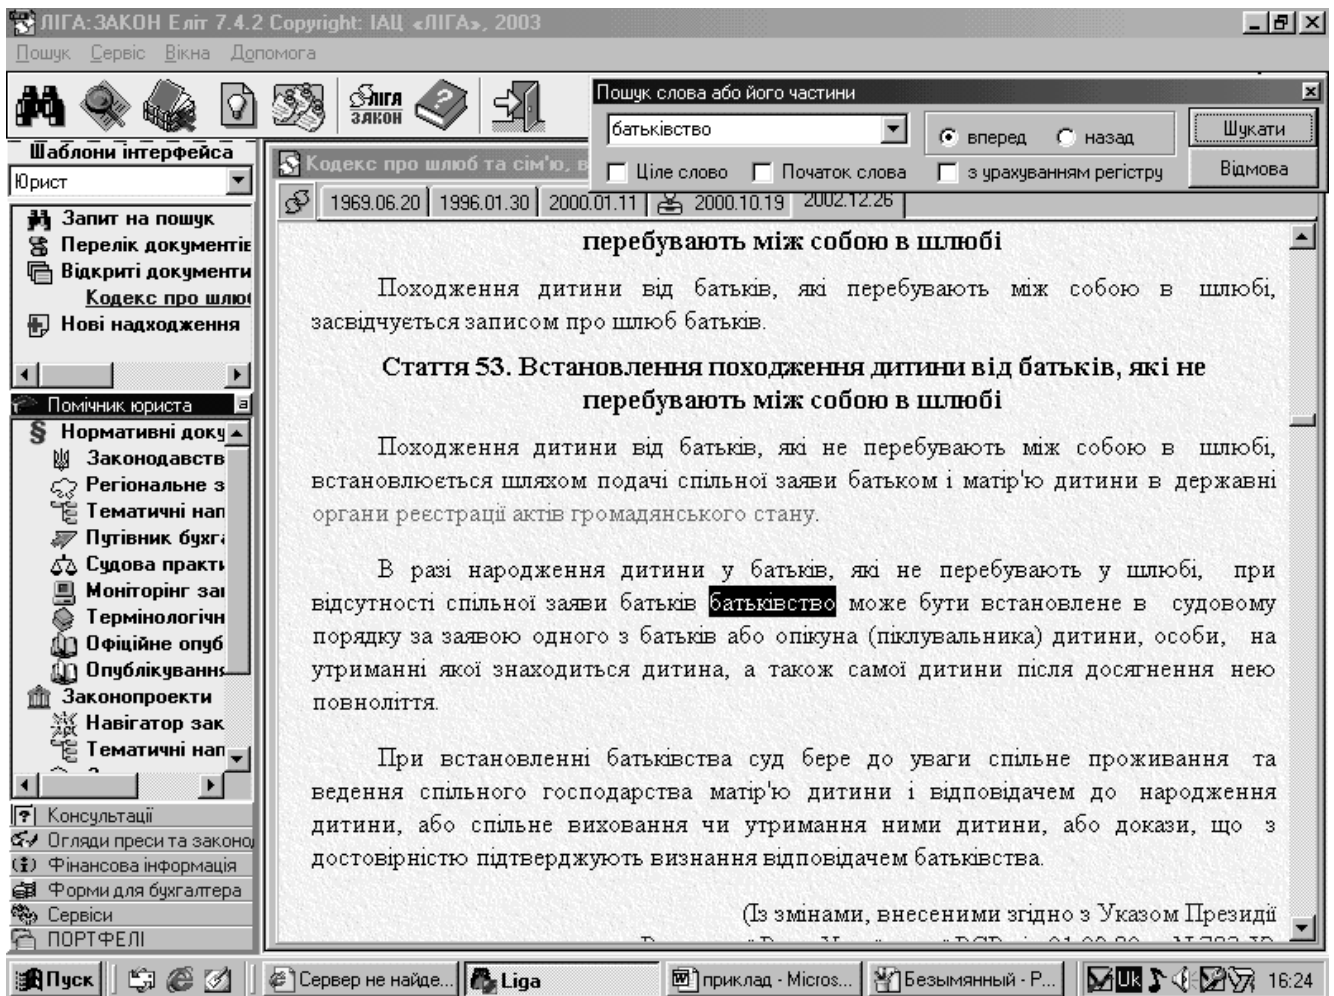 ЛІГА:ЗАКОН Еліт 7.4.2 Copyright: ІАЦ «ЛІГА», 2003
Пошук Сервіс Вікна Допомога
ЛІГА
ЗАКОН
Пошук слова або його частини
батьківство
вперед назад
Шукати
Ціле слово Початок слова з урахуванням регістру
Відмова
Шаблони інтерфейса
Юрист
Запит на пошук
Перелік документів
Відкриті документи
Кодекс про шлюб
Нові надходження
Помічник юриста
Нормативні доку
Законодавств
Регіональне з
Тематичні нап
Путівник бухга
Судова практи
Моніторінг зак
Термінологічн
Офіційне опуб
Опублікування
Законопроекти
Навігатор зак
Тематичні нап
Консультації
Огляди преси та законо
Фінансова інформація
Форми для бухгалтера
Сервіси
ПОРТФЕЛІ
Кодекс про шлюб та сім'ю, в
1969.06.20 1996.01.30 2000.01.11 2000.10.19 2002.12.26
перебувають між собою в шлюбі
Походження дитини від батьків, які перебувають між собою в шлюбі,
засвідчується записом про шлюб батьків.
Стаття 53. Встановлення походження дитини від батьків, які не
перебувають між собою в шлюбі
Походження дитини від батьків, які не перебувають між собою в шлюбі,
встановлюється шляхом подачі спільної заяви батьком і матір'ю дитини в державні
органи реєстрації актів громадянського стану.
В разі народження дитини у батьків, які не перебувають у шлюбі, при
відсутності спільної заяви батьків батьківство може бути встановлене в судовому
порядку за заявою одного з батьків або опікуна (піклувальника) дитини, особи, на
утриманні якої знаходиться дитина, а також самої дитини після досягнення нею
повноліття.
При встановленні батьківства суд бере до уваги спільне проживання та
ведення спільного господарства матір'ю дитини і відповідачем до народження
дитини, або спільне виховання чи утримання ними дитини, або докази, що з
достовірністю підтверджують визнання відповідачем батьківства.
(Із змінами, внесеними згідно з Указом Президії
Пуск
Сервер не найде...
Liga
приклад - Micros...
Безымянный - P...
Uk
16:24